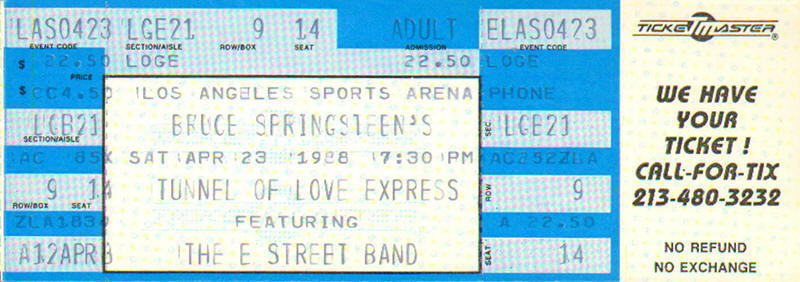 LAS0423 LGE21 9 14 ADULT ELAS0423
EVENT CODE SECTION/AISLE ROW/BOX SEAT ADMISSION EVENT CODE
$ 22.50 LOGE 22.50 LOGE
PRICE
$ 4.50 LOS ANGELES SPORTS ARENA PHONE
LGE21 BRUCE SPRINGSTEEN'S SEC. LGE21
SECTION/AISLE
SAT APR 23 1988 7:30 PM
9 14 TUNNEL OF LOVE EXPRESS ROW 9
ROW/BOX SEAT
FEATURING A 22.50
A12APR8 THE E STREET BAND SEAT 14
TICKETMASTER®
WE HAVE
YOUR
TICKET !
CALL-FOR-TIX
213-480-3232
NO REFUND
NO EXCHANGE